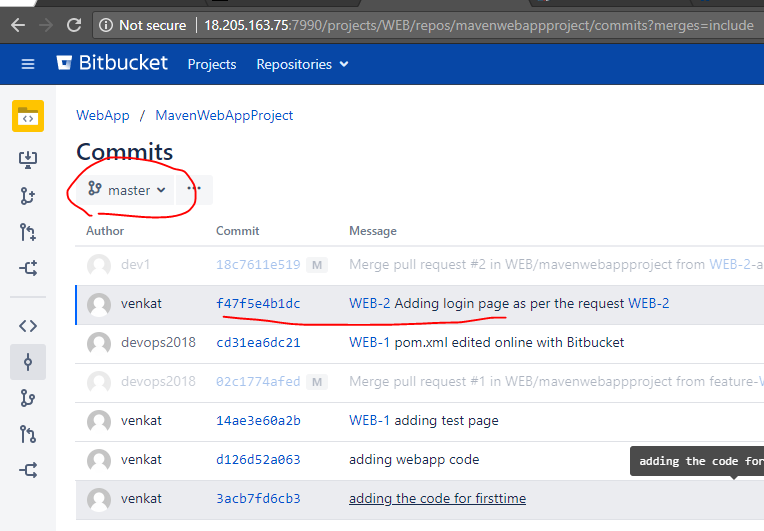 Not secure | 18.205.163.75:7990/projects/WEB/repos/mavenwebappproject/commits?merges=include
Bitbucket Projects Repositories
WebApp / MavenWebAppProject
Commits
master ...
Author Commit Message
dev1 18c7611e519 M Merge pull request #2 in WEB/mavenwebappproject from WEB-2-a
venkat f47f5e4b1dc WEB-2 Adding login page as per the request WEB-2
devops2018 cd31ea6dc21 WEB-1 pom.xml edited online with Bitbucket
devops2018 02c1774afed M Merge pull request #1 in WEB/mavenwebappproject from feature-W
venkat 14ae3e60a2b WEB-1 adding test page
venkat d126d52a063 adding webapp code
adding the code for
venkat 3acb7fd6cb3 adding the code for firsttime